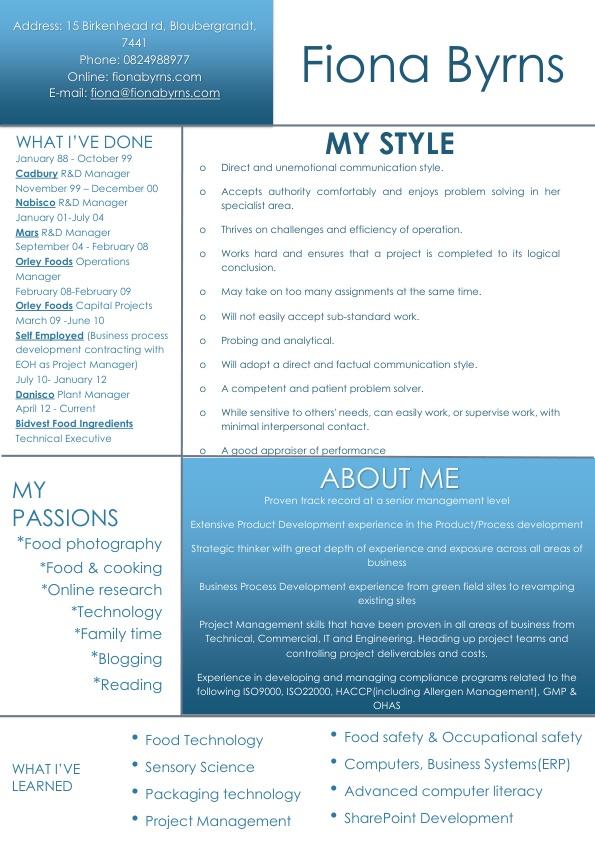 Address: 15 Birkenhead rd, Bloubergrandt,
7441
Phone: 0824988977
Online: fionabyrns.com
E-mail: fiona@fionabyrns.com
Fiona Byrns
WHAT I'VE DONE
January 88 - October 99
Cadbury R&D Manager
November 99 – December 00
Nabisco R&D Manager
January 01-July 04
Mars R&D Manager
September 04 - February 08
Orley Foods Operations
Manager
February 08-February 09
Orley Foods Capital Projects
March 09 -June 10
Self Employed (Business process
development contracting with
EOH as Project Manager)
July 10- January 12
Danisco Plant Manager
April 12 - Current
Bidvest Food Ingredients
Technical Executive
MY STYLE
o Direct and unemotional communication style.
o Accepts authority comfortably and enjoys problem solving in her
specialist area.
o Thrives on challenges and efficiency of operation.
o Works hard and ensures that a project is completed to its logical
conclusion.
o May take on too many assignments at the same time.
o Will not easily accept sub-standard work.
o Probing and analytical.
o Will adopt a direct and factual communication style.
o A competent and patient problem solver.
o While sensitive to others' needs, can easily work, or supervise work, with
minimal interpersonal contact.
o A good appraiser of performance
MY
PASSIONS
*Food photography
*Food & cooking
*Online research
*Technology
*Family time
*Blogging
*Reading
ABOUT ME
Proven track record at a senior management level
Extensive Product Development experience in the Product/Process development
Strategic thinker with great depth of experience and exposure across all areas of
business
Business Process Development experience from green field sites to revamping
existing sites
Project Management skills that have been proven in all areas of business from
Technical, Commercial, IT and Engineering. Heading up project teams and
controlling project deliverables and costs.
Experience in developing and managing compliance programs related to the
following ISO9000, ISO22000, HACCP(including Allergen Management), GMP &
OHAS
WHAT I'VE
LEARNED
• Food Technology
• Sensory Science
• Packaging technology
• Project Management
• Food safety & Occupational safety
• Computers, Business Systems(ERP)
• Advanced computer literacy
• SharePoint Development